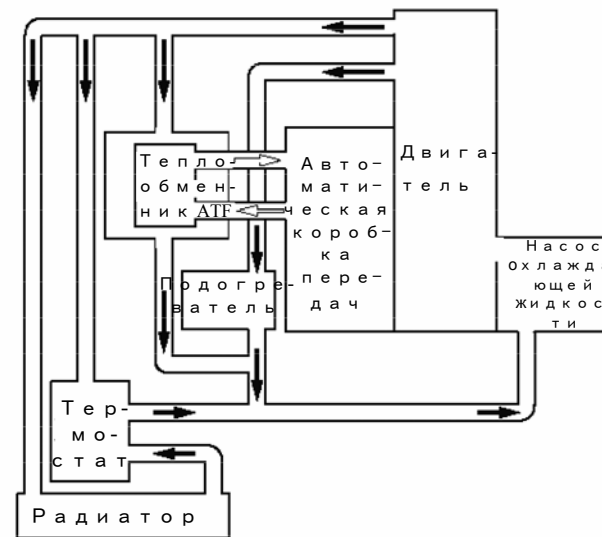 Двига-
тель
Тепло-
обмен-
ник ATF
Авто-
мати-
ческая
короб-
ка
пере-
дач
Насос
Охлажда
ющей
Жидкос
ти
Подогре-
ватель
Тер-
мо-
стат
Радиатор